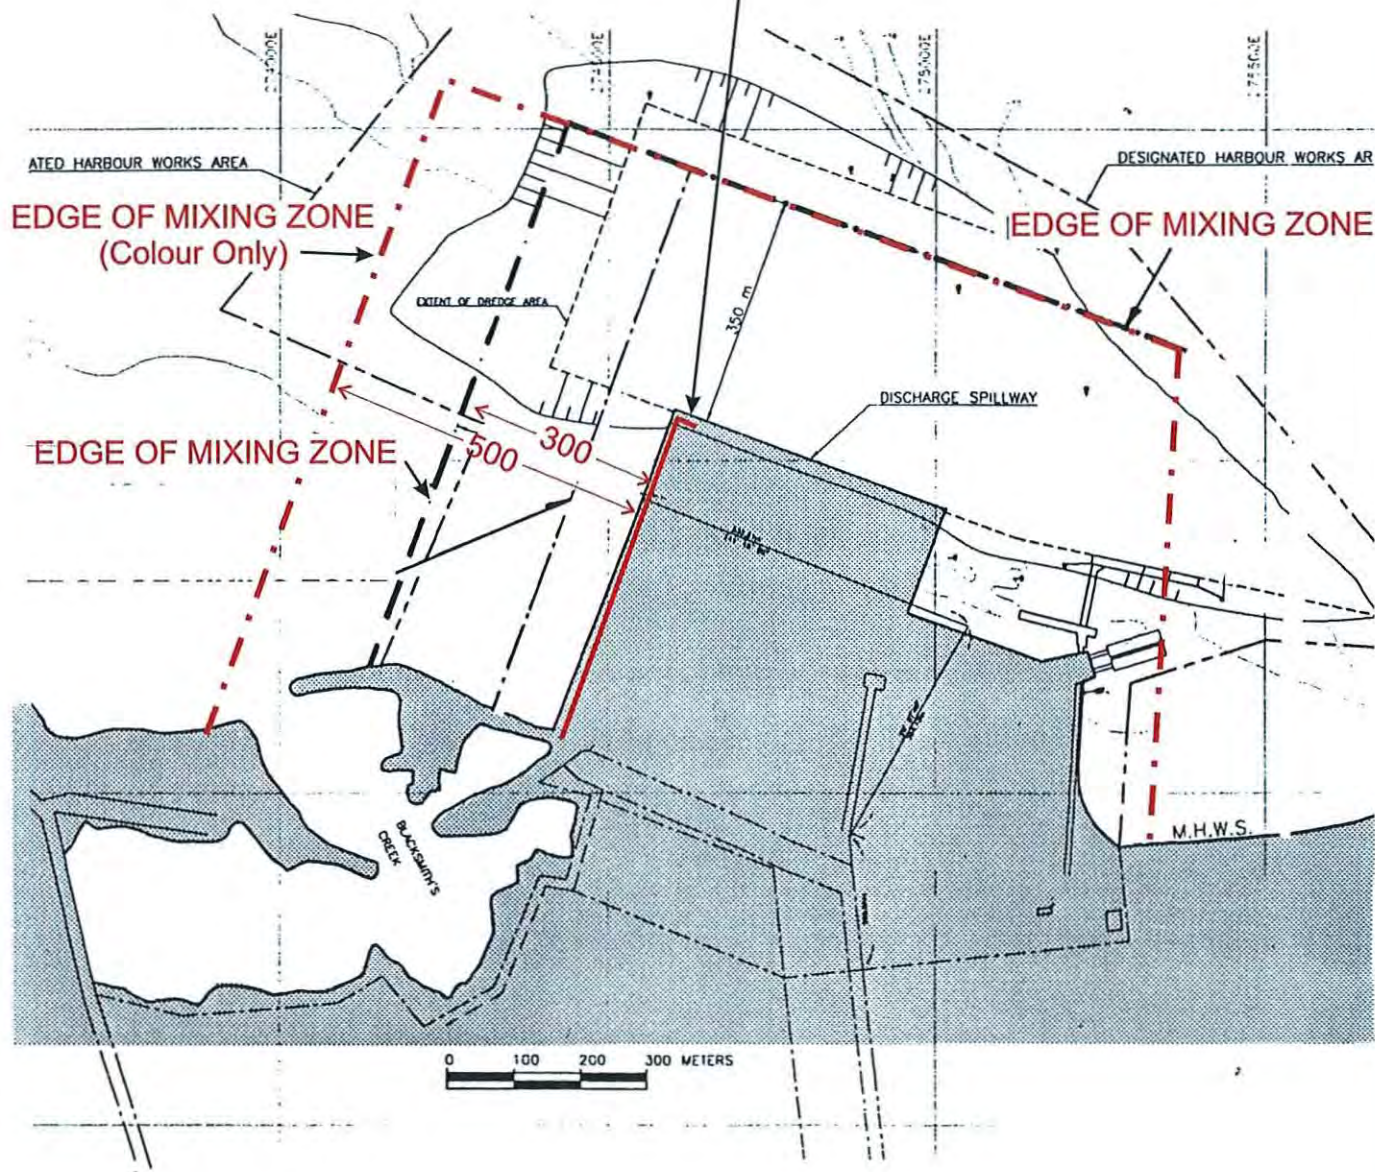 275000E
ATED HARBOUR WORKS AREA
DESIGNATED HARBOUR WORKS AR
EDGE OF MIXING ZONE
(Colour Only)
EDGE OF MIXING ZONE
EXTENT OF DREDGE AREA
350 m
DISCHARGE SPILLWAY
EDGE OF MIXING ZONE
300
500
BLACKSMITH'S
CREEK
M.H.W.S.
0 100 200 300 METERS